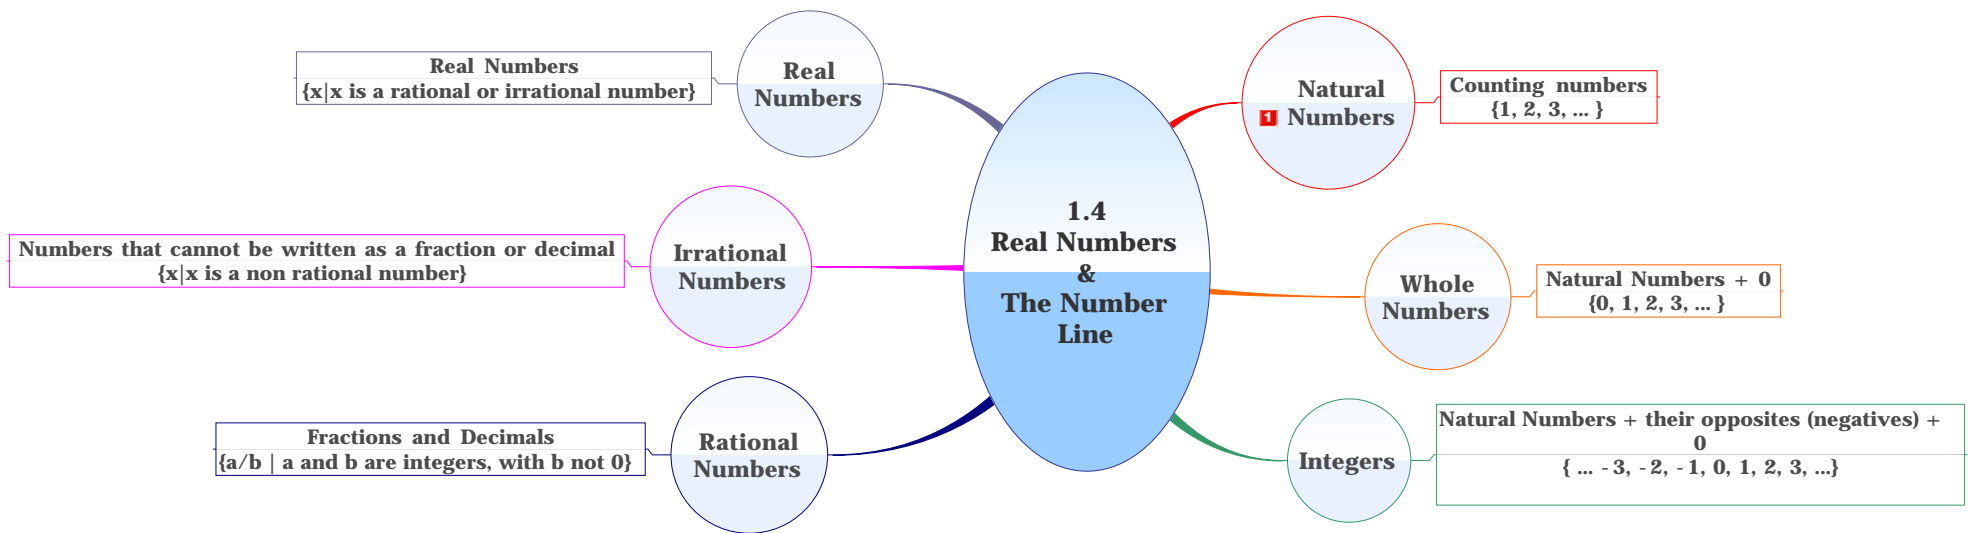 1.4
Real Numbers
&
The Number
Line
Natural
1 Numbers
Counting numbers
{1, 2, 3, ... }
Whole
Numbers
Natural Numbers + 0
{0, 1, 2, 3, ... }
Integers
Natural Numbers + their opposites (negatives) +
0
{ ... -3, -2, -1, 0, 1, 2, 3, ...}
Rational
Numbers
Fractions and Decimals
{a/b | a and b are integers, with b not 0}
Irrational
Numbers
Numbers that cannot be written as a fraction or decimal
{x|x is a non rational number}
Real
Numbers
Real Numbers
{x|x is a rational or irrational number}